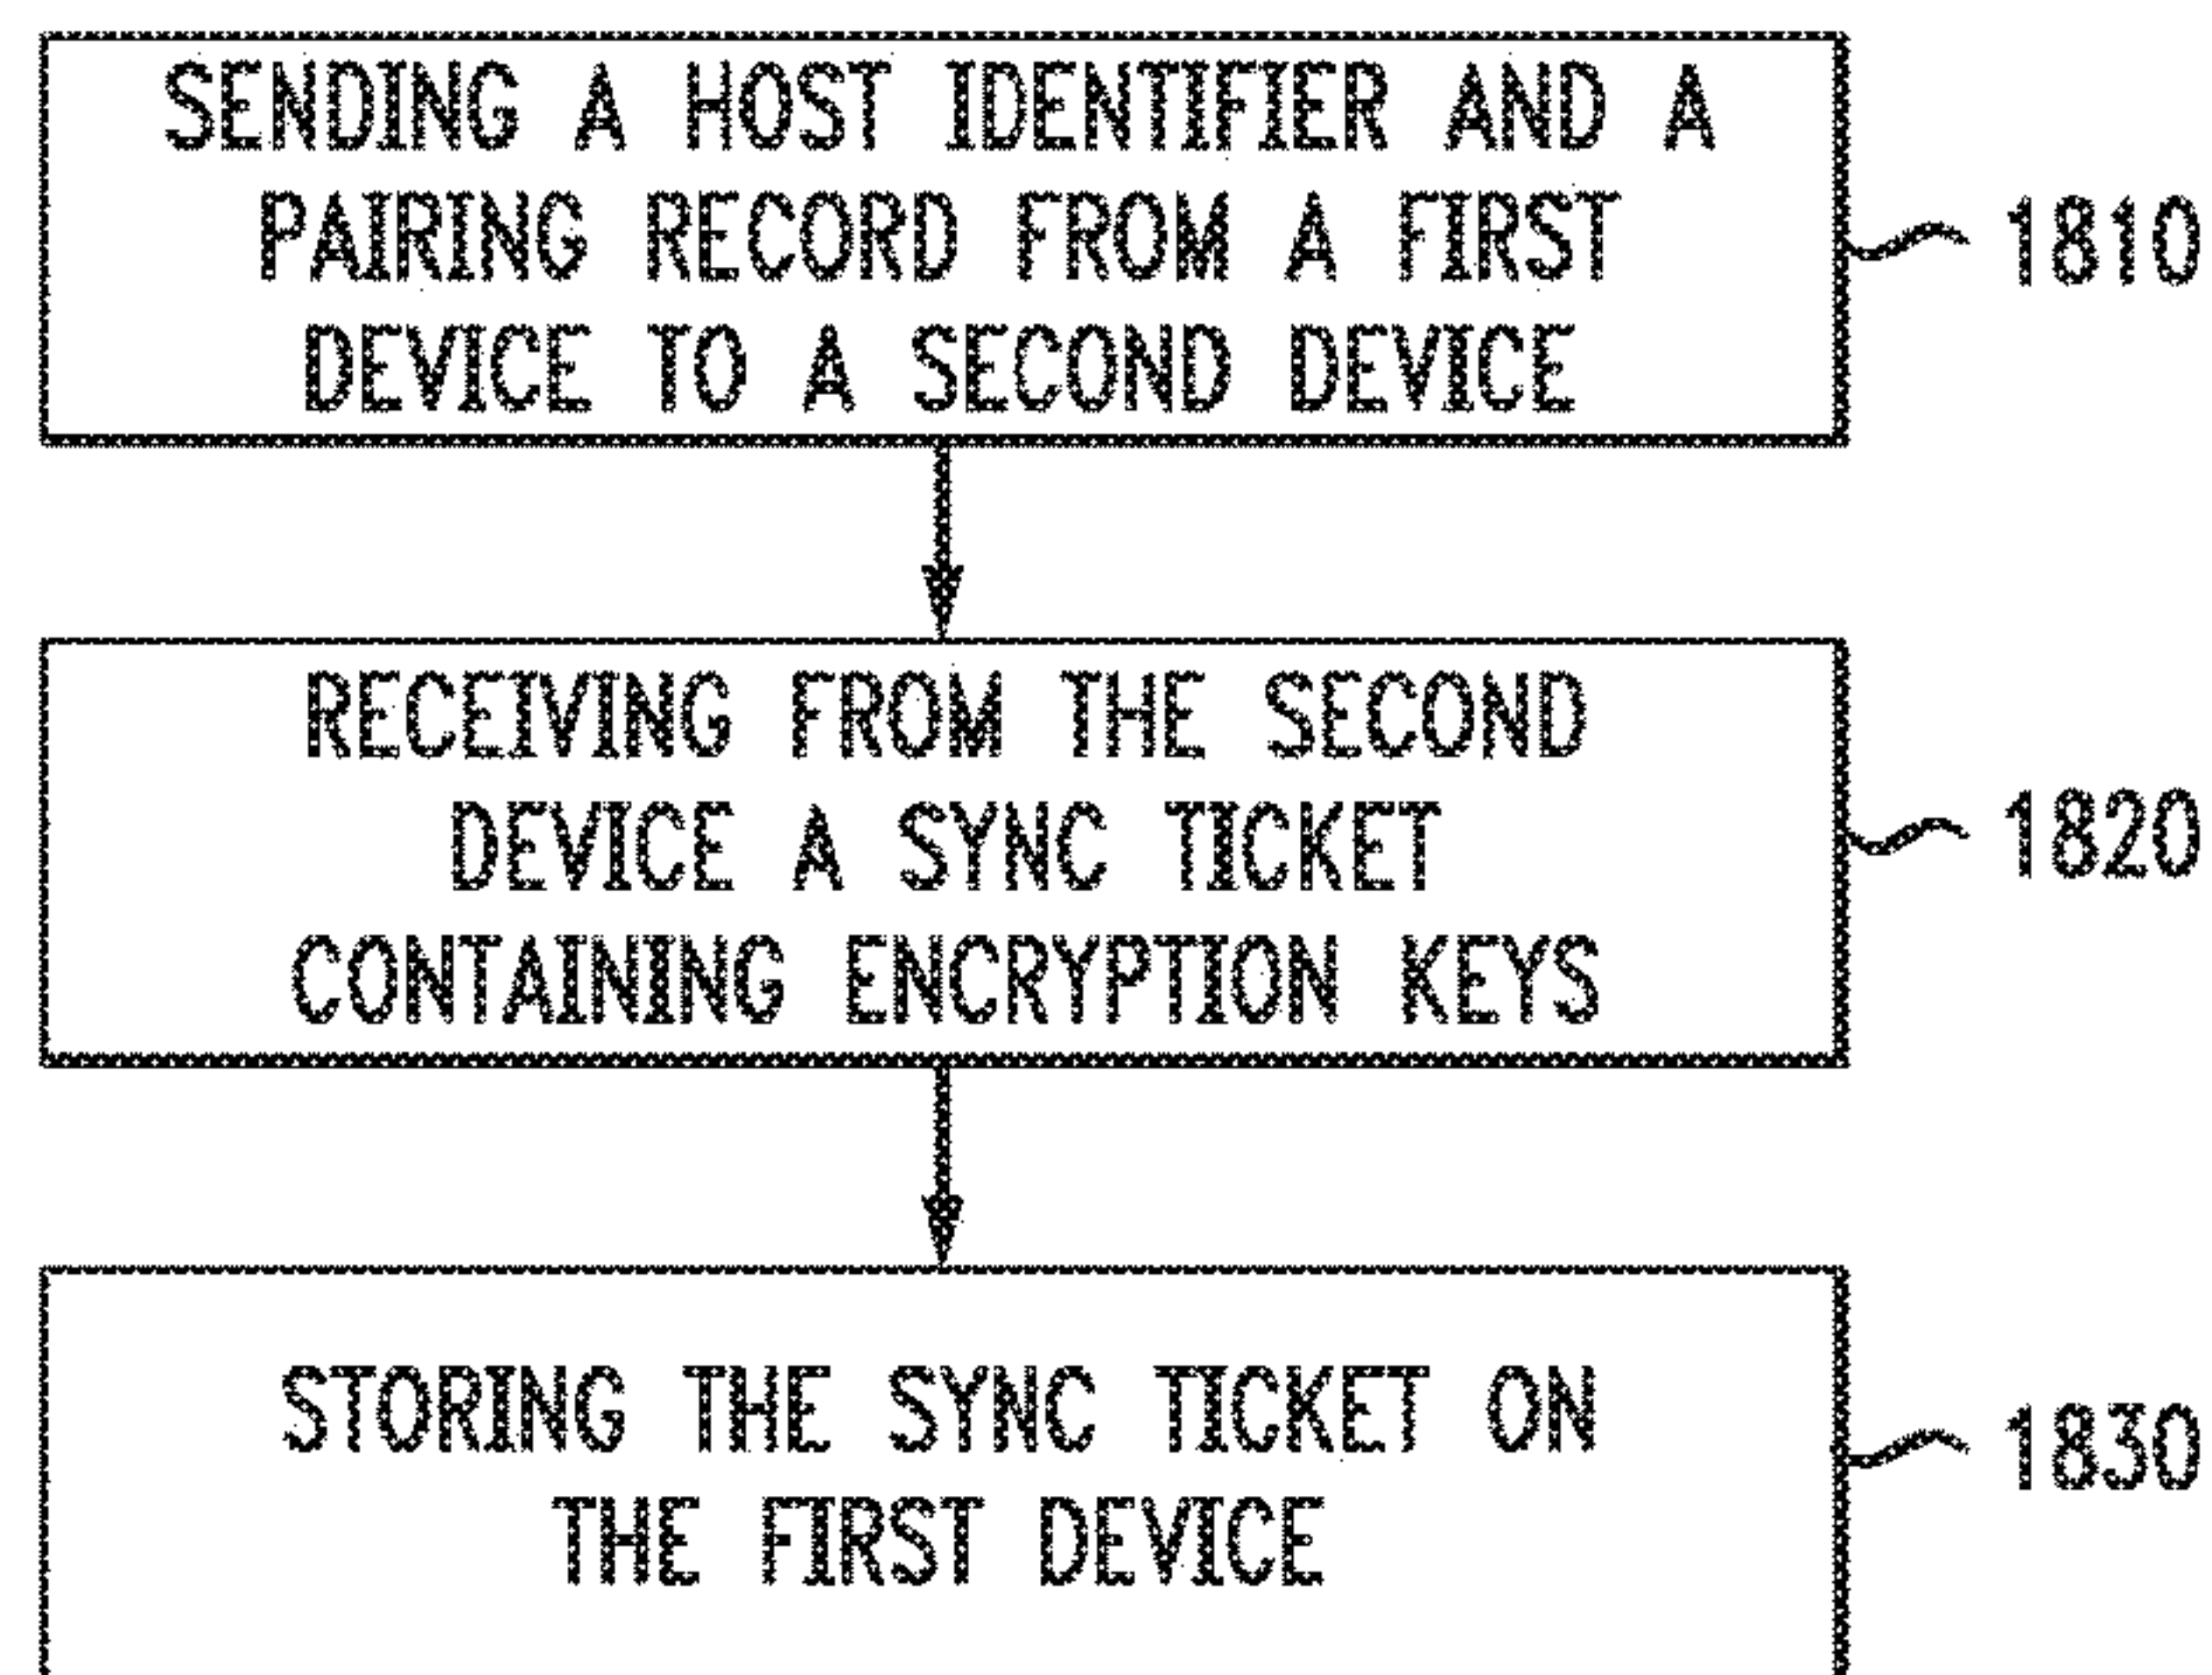 SENDING A HOST IDENTIFIER AND A
PAIRING RECORD FROM A FIRST
DEVICE TO A SECOND DEVICE
1810
RECEIVING FROM THE SECOND
DEVICE A SYNC TICKET
CONTAINING ENCRYPTION KEYS
1820
STORING THE SYNC TICKET ON
THE FIRST DEVICE
1830